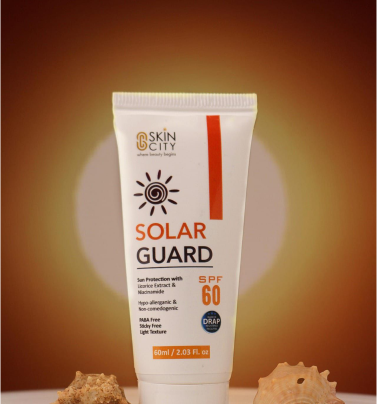 SKIN
CITY
where beauty begins
SOLAR
GUARD
Sun Protection with
Licorice Extract &
Niacinamide
Hypo-allergenic &
Non-comedogenic
PABA Free
Sticky Free
Light Texture
SPF
60
DRAP
60ml / 2.03 Fl. oz